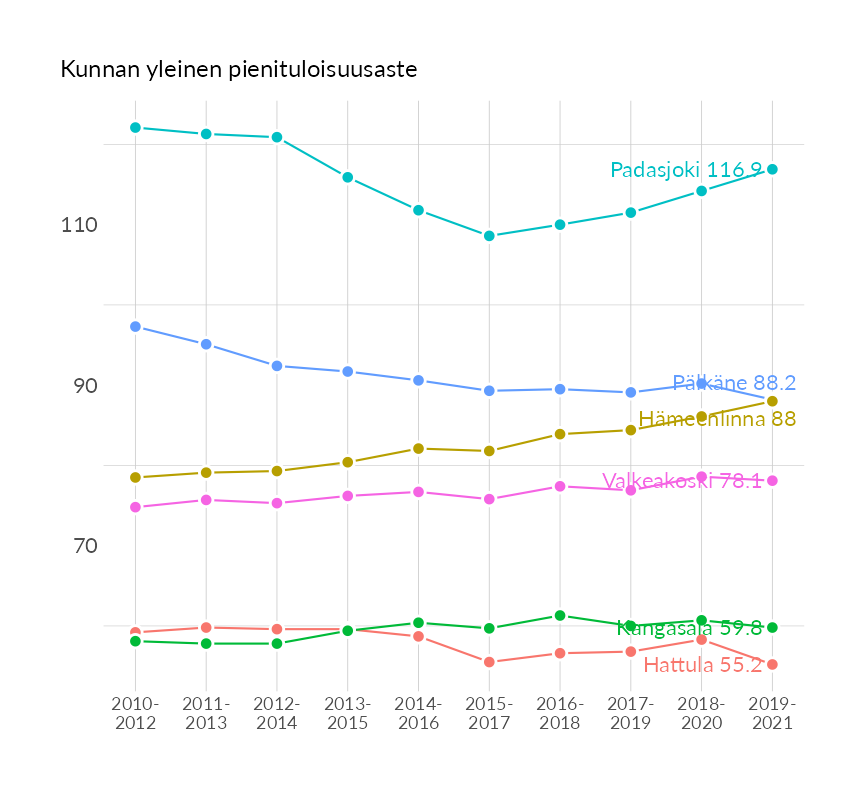 Kunnan yleinen pienituloisuusaste
Padasjoki 116.9
110
Pälkäne 88.2
90
Hämeenlinna 88
Valkeakoski 78.1
70
Kangasala 59.8
Hattula 55.2
2010- 2011- 2012- 2013- 2014- 2015- 2016- 2017- 2018- 2019-
2012 2013 2014 2015 2016 2017 2018 2019 2020 2021